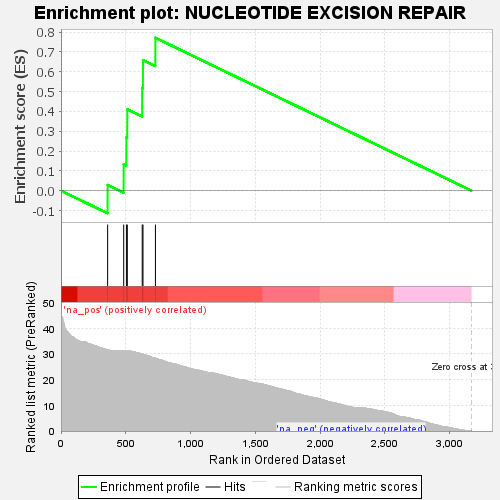 Enrichment plot: NUCLEOTIDE EXCISION REPAIR
Enrichment score (ES)
0.8
0.7
0.6
0.5
0.4
0.3
0.2
0.1
0.0
-0.1
'na_pos' (positively correlated)
Ranked list metric (PreRanked)
50
40
30
20
10
0
Zero cross at
'na_neg' (negatively correlated)
0
500
1,000
1,500
2,000
2,500
3,000
Rank in Ordered Dataset
Enrichment profile
Hits
Ranking metric scores